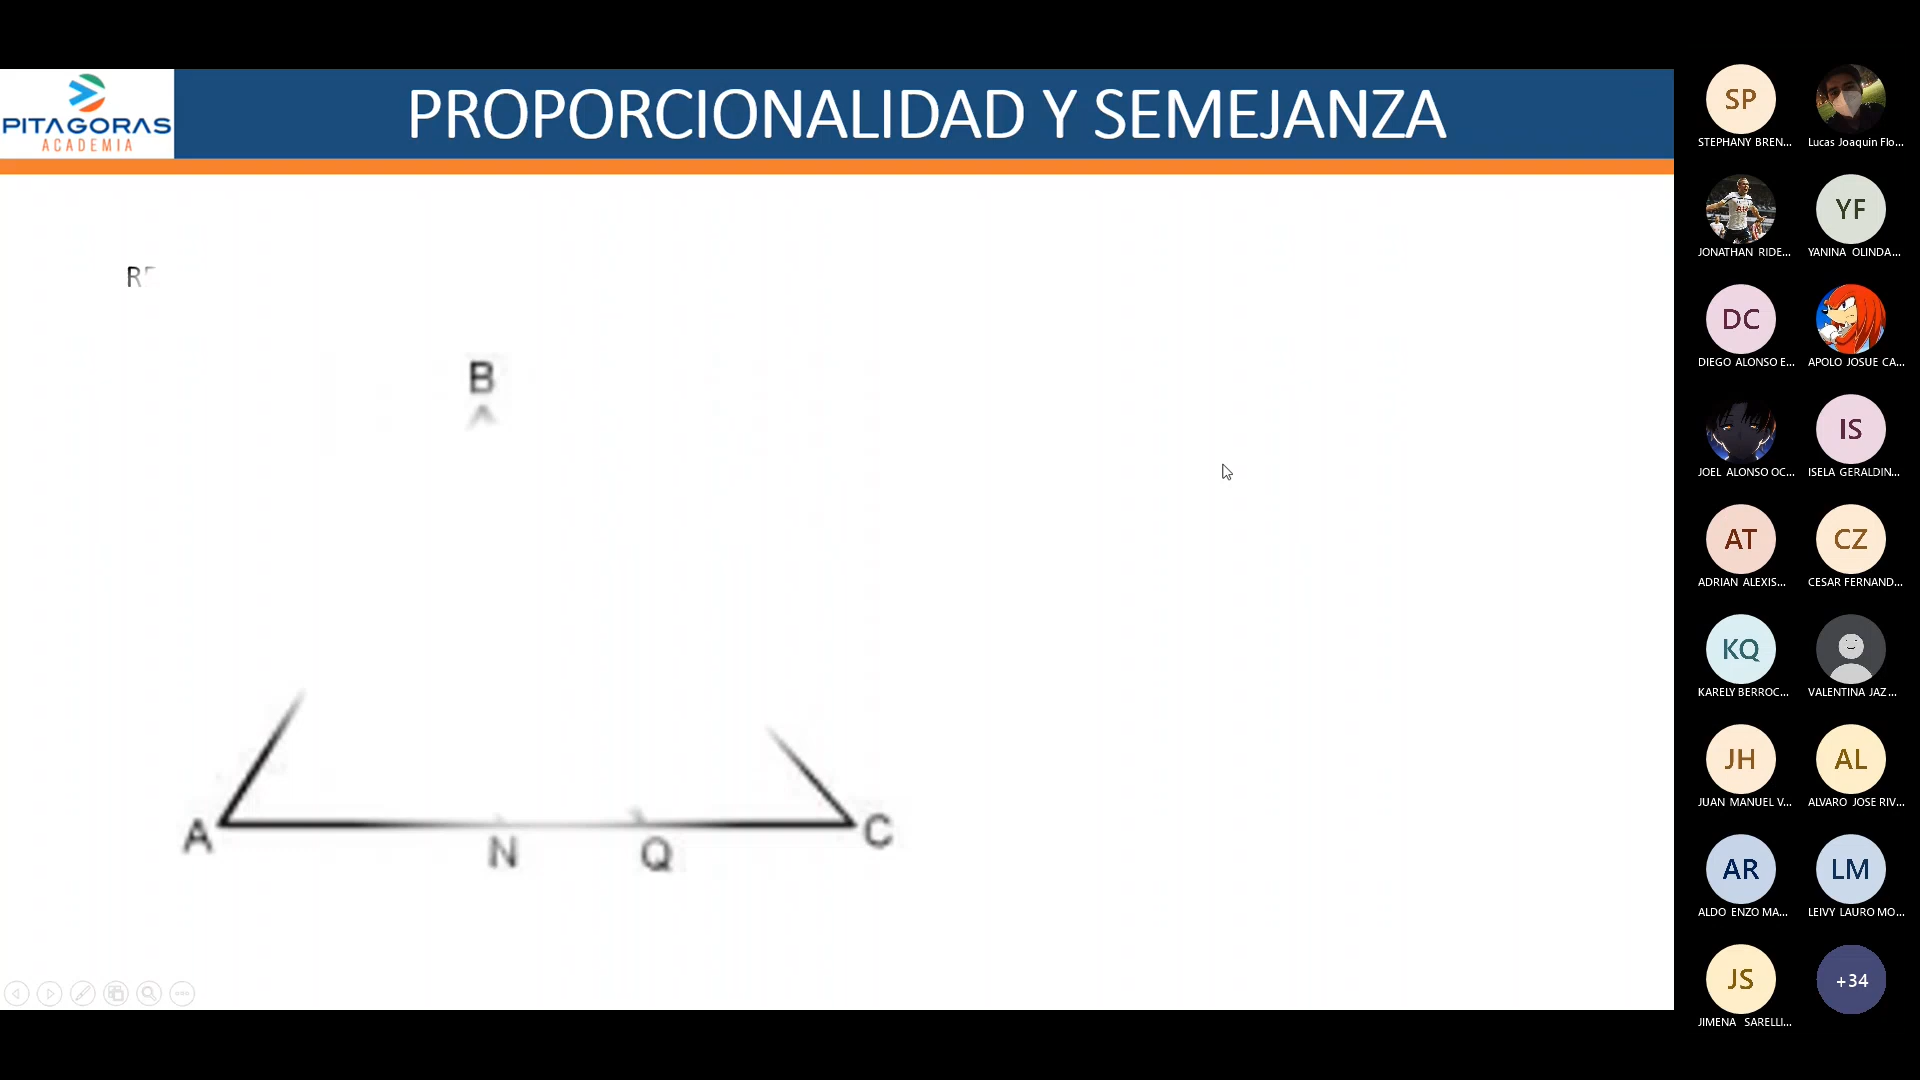 PITAGORAS
ACADEMIA
PROPORCIONALIDAD Y SEMEJANZA
B
A
N
Q
C
SP
STEPHANY BREN...
Lucas Joaquin Flo...
JONATHAN RIDE...
YF
YANINA OLINDA...
DC
DIEGO ALONSO E...
APOLO JOSUE CA...
JOEL ALONSO OC...
IS
ISELA GERALDIN...
AT
ADRIAN ALEXIS...
CZ
CESAR FERNAND...
KQ
KARELY BERROC...
VALENTINA JAZ...
JH
JUAN MANUEL V...
AL
ALVARO JOSE RIV...
AR
ALDO ENZO MA...
LM
LEIVY LAURO MO...
JS
JIMENA SARELLI...
+34